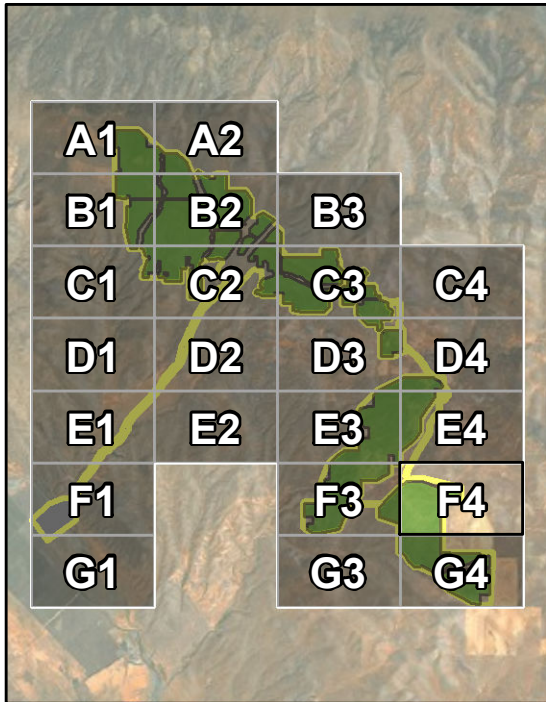 A1 A2
B1 B2 B3
C1 C2 C3 C4
D1 D2 D3 D4
E1 E2 E3 E4
F1 F3 F4
G1 G3 G4